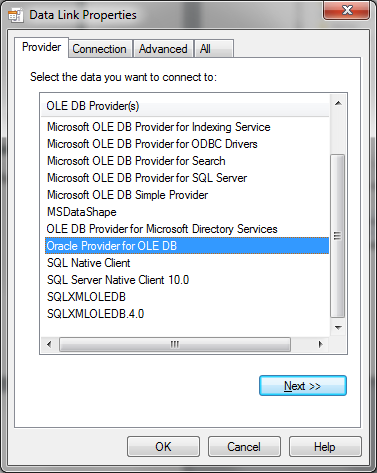 Data Link Properties
Provider Connection Advanced All
Select the data you want to connect to:
OLE DB Provider(s)
Microsoft OLE DB Provider for Indexing Service
Microsoft OLE DB Provider for ODBC Drivers
Microsoft OLE DB Provider for Search
Microsoft OLE DB Provider for SQL Server
Microsoft OLE DB Simple Provider
MSDataShape
OLE DB Provider for Microsoft Directory Services
Oracle Provider for OLE DB
SQL Native Client
SQL Server Native Client 10.0
SQLXMLOLEDB
SQLXMLOLEDB.4.0
Next >>
OK Cancel Help